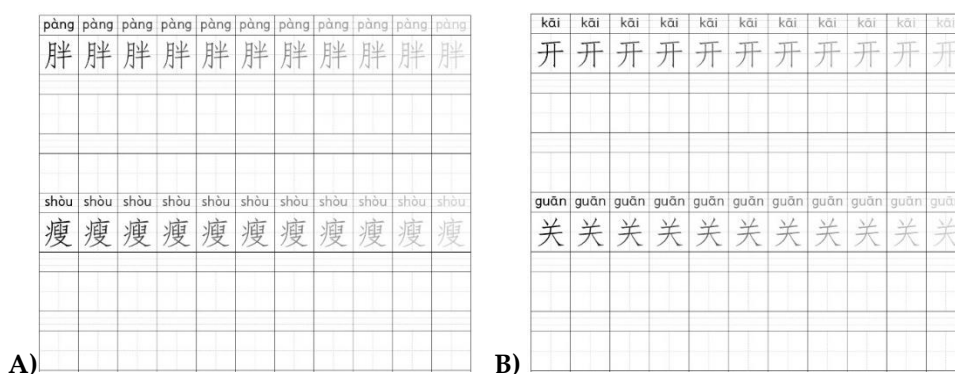 pàng pàng pàng pàng pàng pàng pàng pàng pàng pàng pàng
胖 胖 胖 胖 胖 胖 胖 胖 胖 胖 胖
shòu shòu shòu shòu shòu shòu shòu shòu shòu shòu shòu
瘦 瘦 瘦 瘦 瘦 瘦 瘦 瘦 瘦 瘦 瘦
A)
kāi kāi kāi kāi kāi kāi kāi kāi kāi kāi kāi
开 开 开 开 开 开 开 开 开 开 开
guān guān guān guān guān guān guān guān guān guān guān
关 关 关 关 关 关 关 关 关 关 关
B)